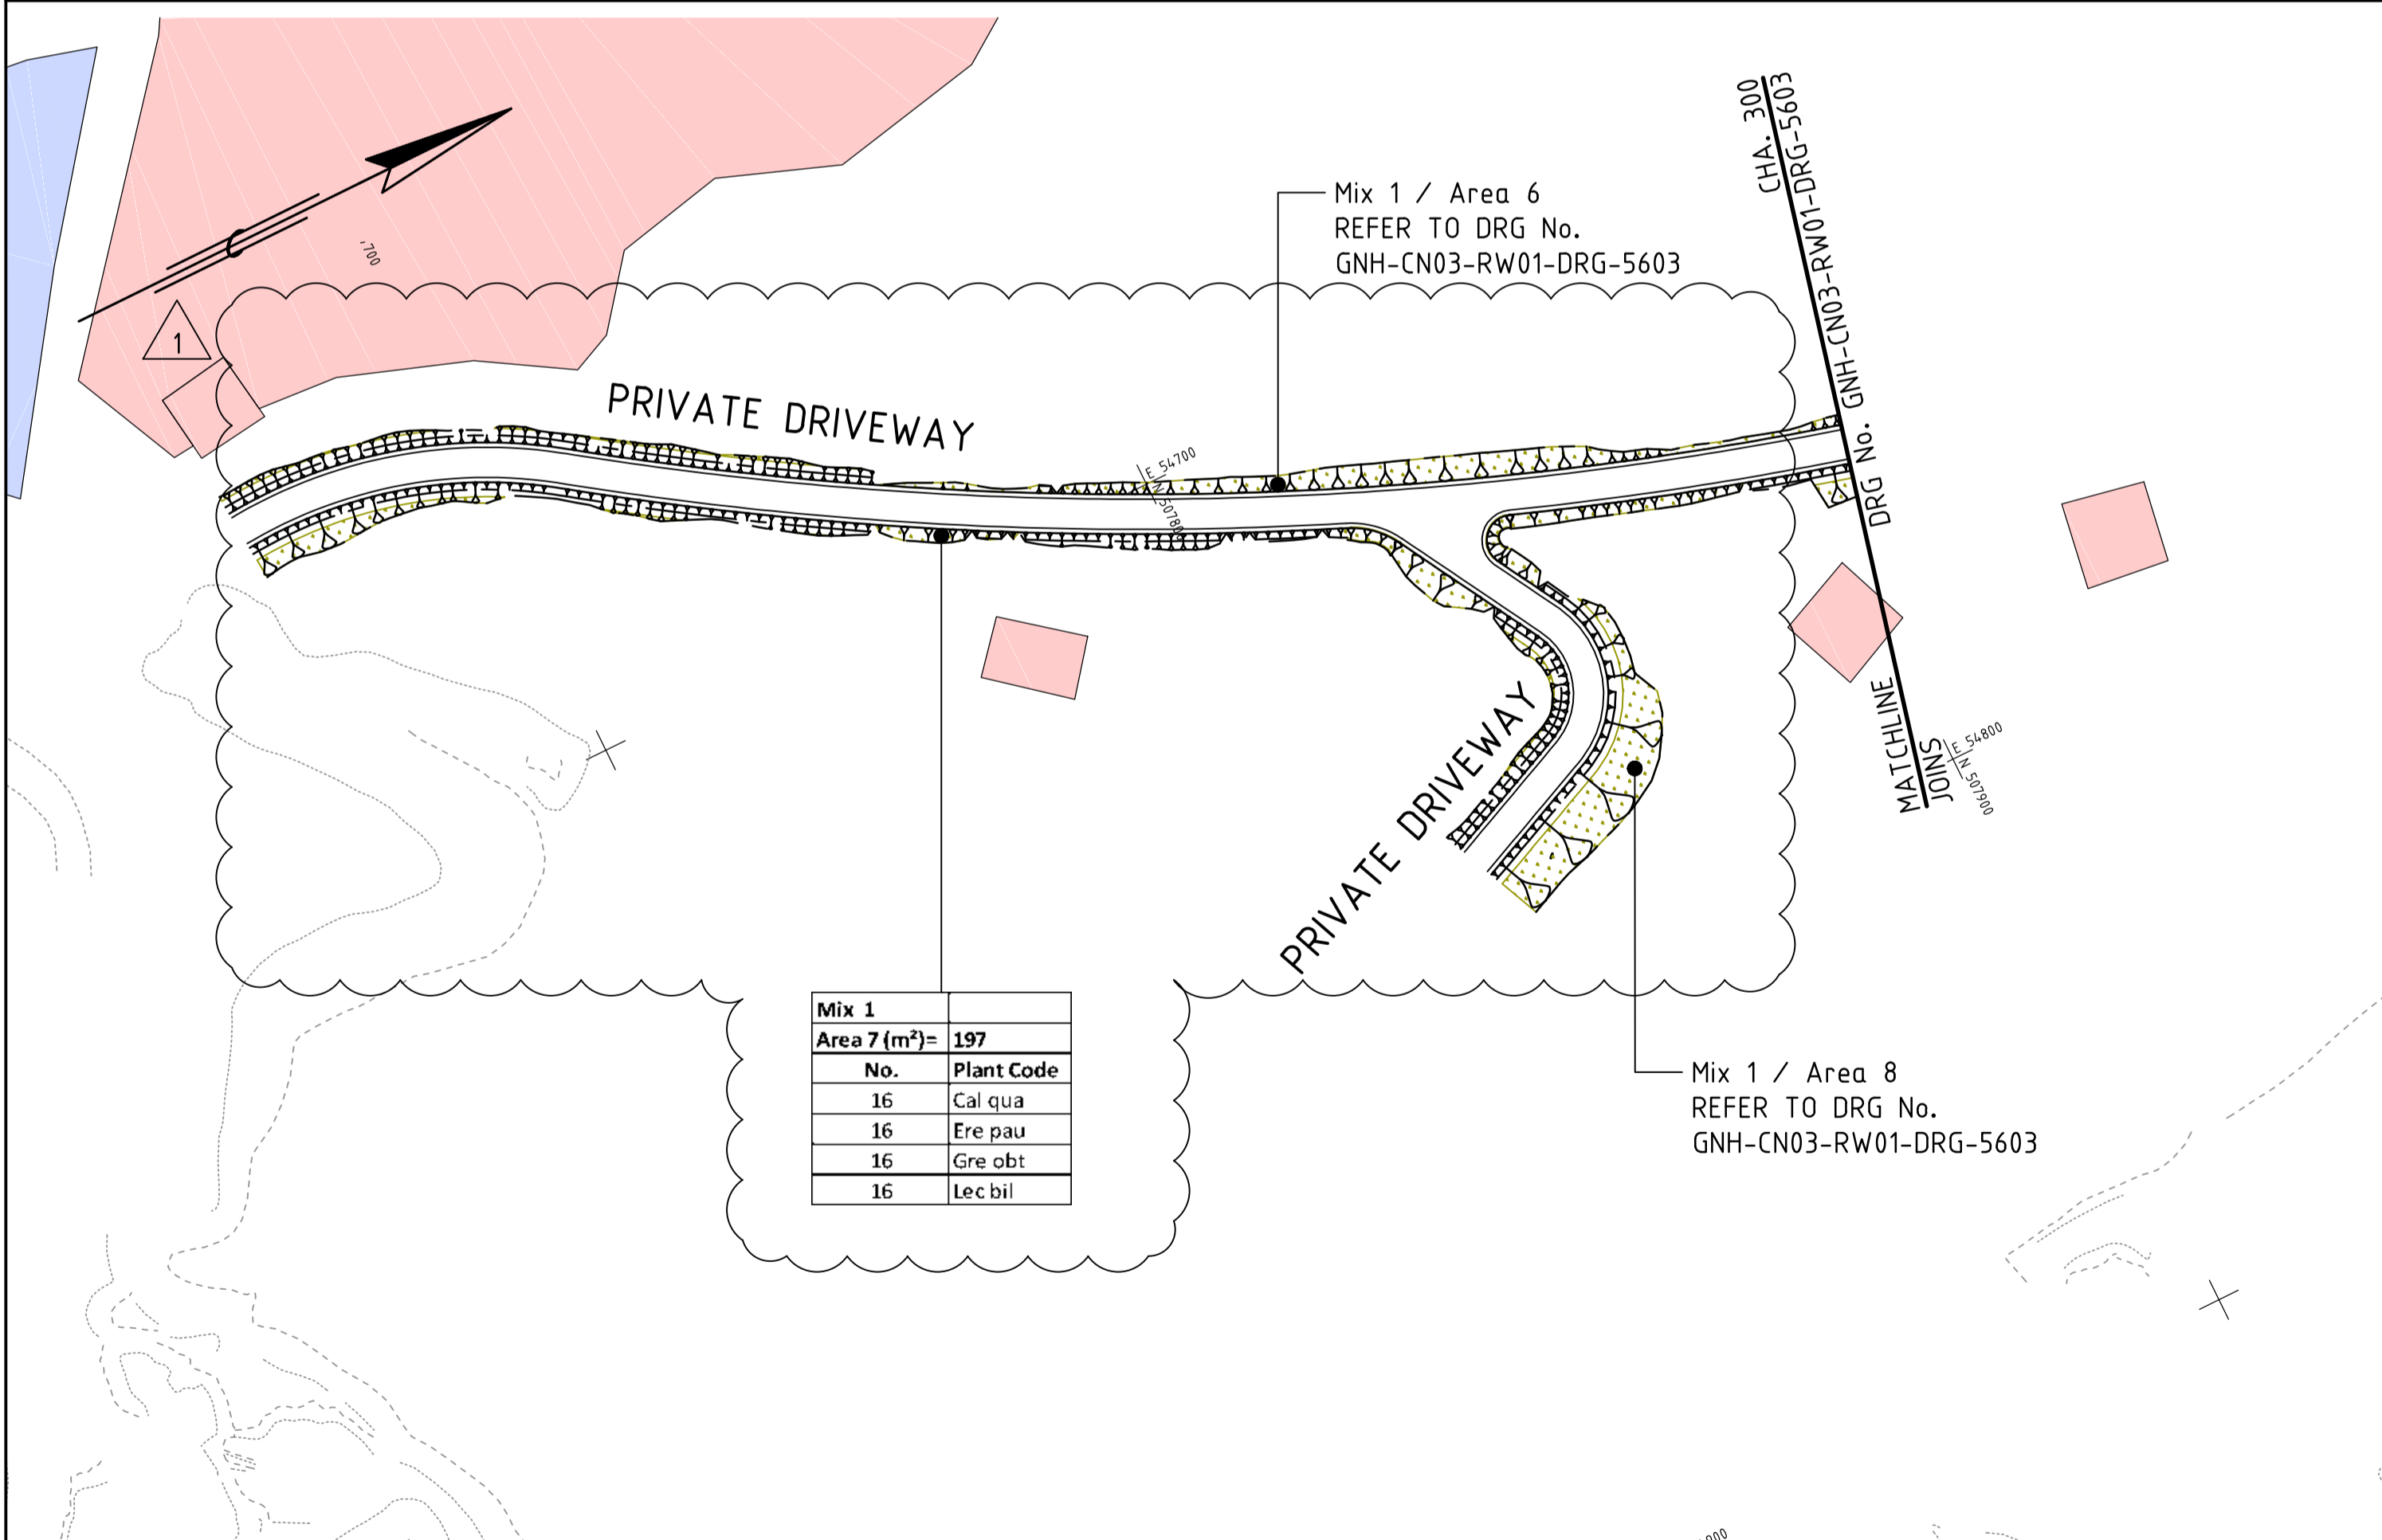 Mix 1 / Area 6
REFER TO DRG No.
GNH-CN03-RW01-DRG-5603
CHA. 300
MATCHLINE
JOINS DRG No. GNH-CN03-RW01-DRG-5603
1
PRIVATE DRIVEWAY
E 54700
PRIVATE DRIVEWAY
E 54800
N 507900
Mix 1
Area 7 (m²)= 197
No. Plant Code
16 Cal qua
16 Ere pau
16 Gre obt
16 Lec bil
Mix 1 / Area 8
REFER TO DRG No.
GNH-CN03-RW01-DRG-5603